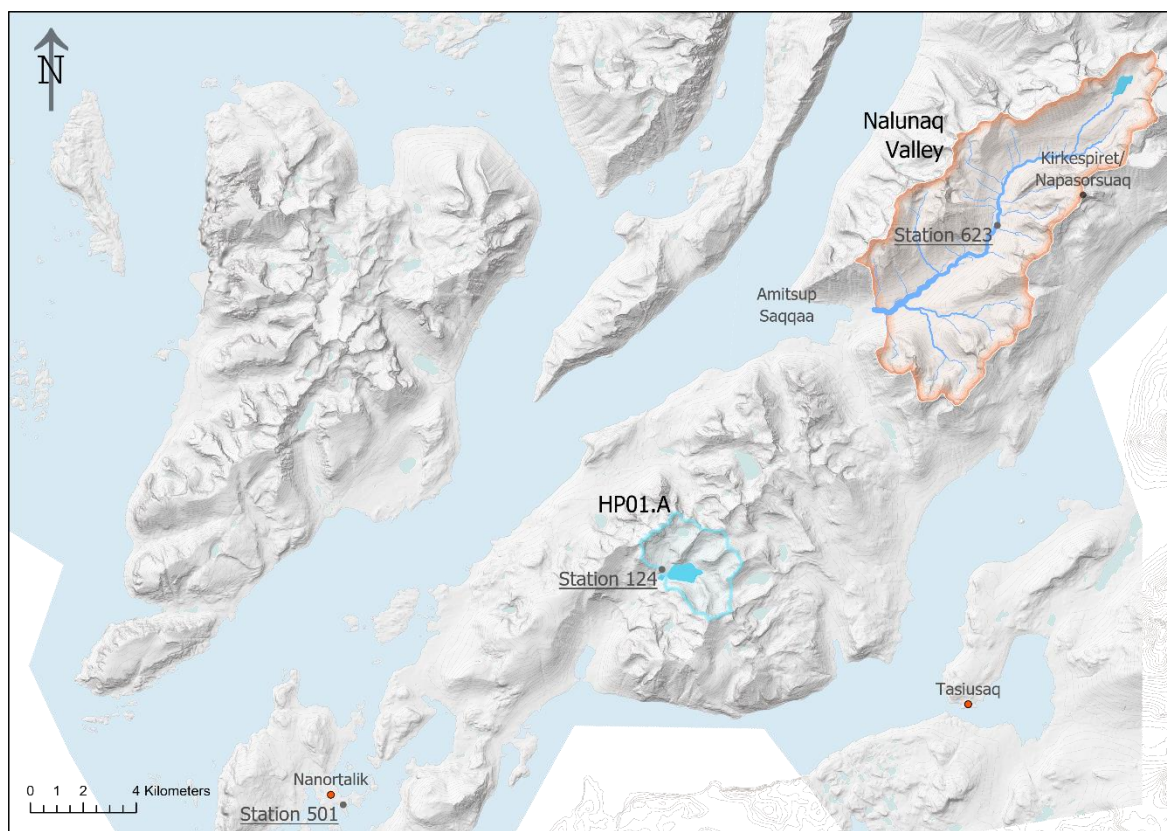 N
Nalunaq
Valley
Kirkespiret/
Napasorsuaq
Station 623
Amitsup
Saqqaa
HP01.A
Station 124
Tasiusaq
Nanortalik
Station 501
0 1 2 4 Kilometers